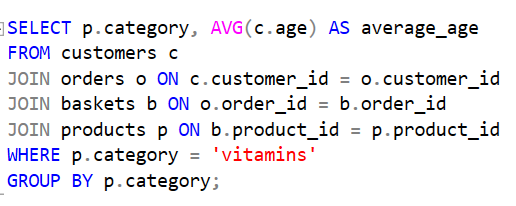 SELECT p.category, AVG(c.age) AS average_age
FROM customers c
JOIN orders o ON c.customer_id = o.customer_id
JOIN baskets b ON o.order_id = b.order_id
JOIN products p ON b.product_id = p.product_id
WHERE p.category = 'vitamins'
GROUP BY p.category;